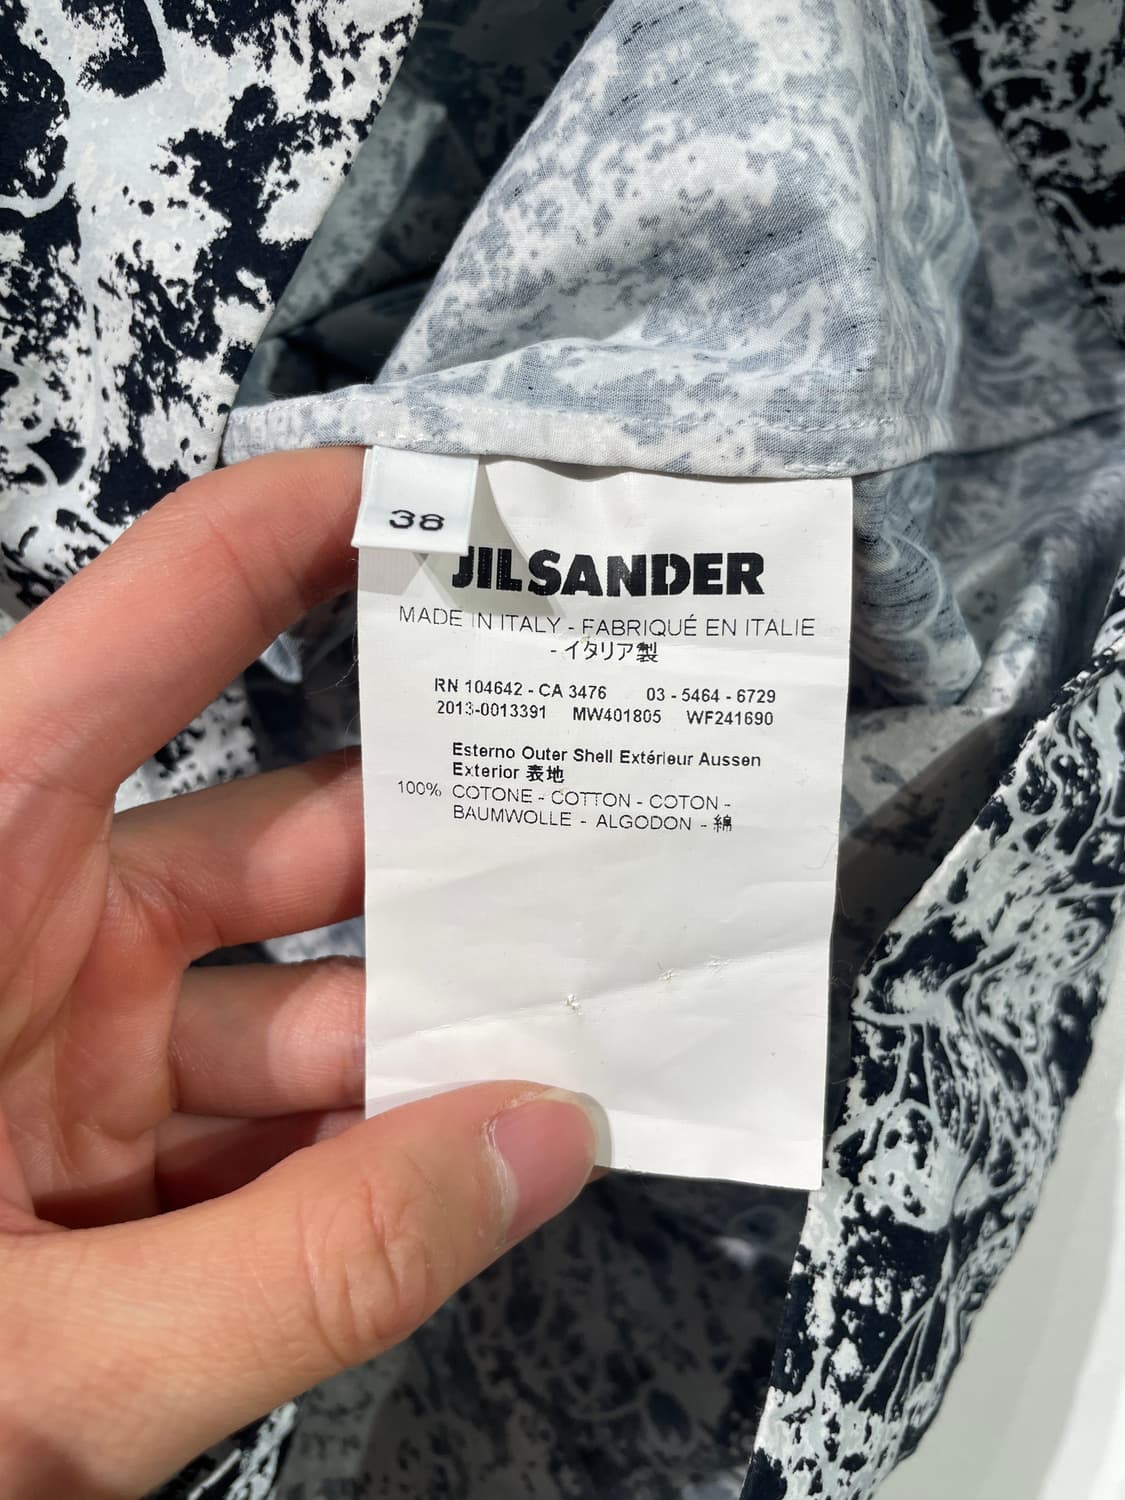 38
JIL SANDER
MADE IN ITALY - FABRIQUÉ EN ITALIE
- イタリア製
RN 104642 - CA 3476 03 - 5464 - 6729
2013-0013391 MW401805 WF241690
Esterno Outer Shell Extérieur Aussen
Exterior 表地
100% COTONE - COTTON - COTON -
BAUMWOLLE - ALGODON - 綿